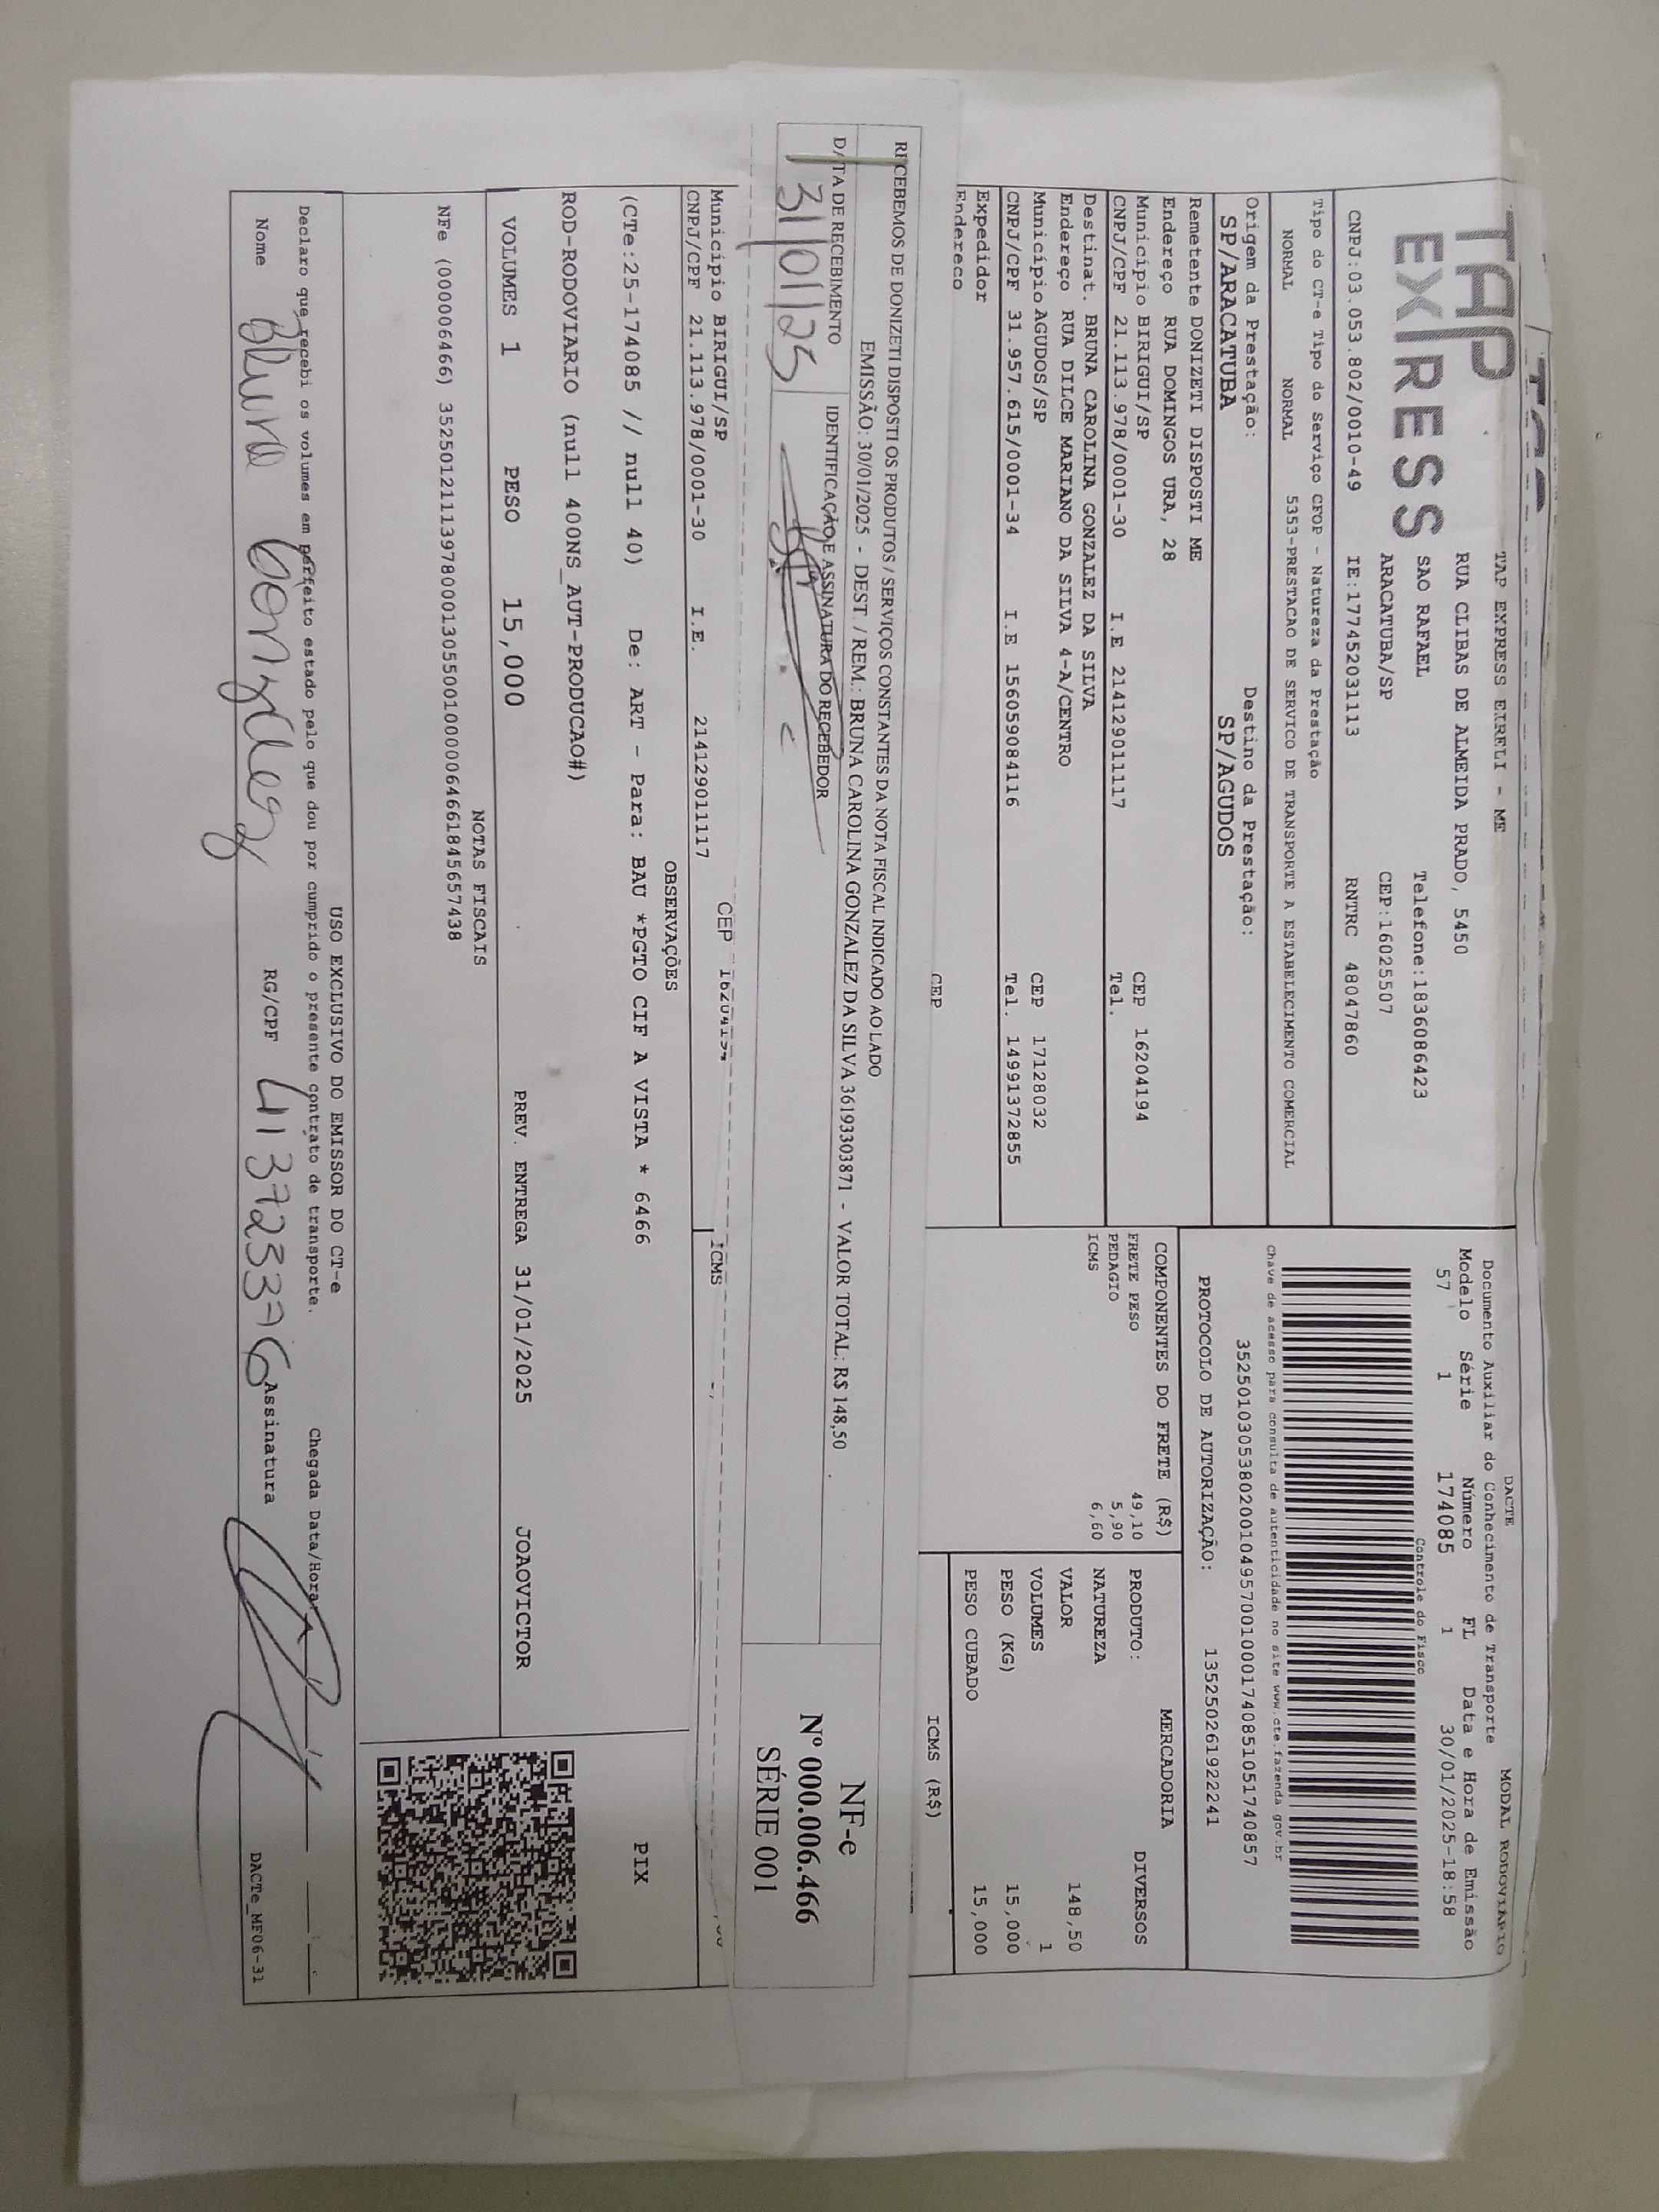 TAP
EXPRESS
TAP EXPRESS EIRELI - ME
RUA CLIBAS DE ALMEIDA PRADO, 5450
SAO RAFAEL Telefone:1836086423
ARACATUBA/SP CEP:16025507
CNPJ:03.053.802/0010-49 IE:177452031113 RNTRC 48047860
Tipo do CT-e Tipo do Serviço CFOP - Natureza da Prestação
NORMAL NORMAL 5353-PRESTACAO DE SERVICO DE TRANSPORTE A ESTABELECIMENTO COMERCIAL
Origem da Prestação: Destino da Prestação:
SP/ARACATUBA SP/AGUDOS
Remetente DONIZETI DISPOSTI ME
Endereço RUA DOMINGOS URA, 28
Município BIRIGUI/SP CEP 16204194
CNPJ/CPF 21.113.978/0001-30 I.E 214129011117 Tel.
Destinat. BRUNA CAROLINA GONZALEZ DA SILVA
Endereço RUA DILCE MARIANO DA SILVA 4-A/CENTRO
Município AGUDOS/SP CEP 17128032
CNPJ/CPF 31.957.615/0001-34 I.E 156059084116 Tel. 14991372855
Expedidor
Endereco CEP
DACTE MODAL RODOVIARIO
Documento Auxiliar do Conhecimento de Transporte
Modelo Série Número FL Data e Hora de Emissão
57 1 174085 1 30/01/2025-18:58
Controle do Fisco
Chave de acesso para consulta de autenticidade no site www.cte.fazenda.gov.br
35250103053802001049570010001740851051740857
PROTOCOLO DE AUTORIZAÇÃO: 135250261922241
COMPONENTES DO FRETE (R$)
FRETE PESO 49,10
PEDAGIO 5,90
ICMS 6,60
MERCADORIA
PRODUTO: DIVERSOS
NATUREZA
VALOR 148,50
VOLUMES 1
PESO (KG) 15,000
PESO CUBADO 15,000
ICMS (R$)
RECEBEMOS DE DONIZETI DISPOSTI OS PRODUTOS / SERVIÇOS CONSTANTES DA NOTA FISCAL INDICADO AO LADO
EMISSÃO: 30/01/2025 - DEST. / REM.: BRUNA CAROLINA GONZALEZ DA SILVA 36193303871 - VALOR TOTAL: R$ 148,50
DATA DE RECEBIMENTO IDENTIFICAÇÃO E ASSINATURA DO RECEBEDOR
31/01/25
NF-e
Nº 000.006.466
SÉRIE 001
Município BIRIGUI/SP CEP 16204194 ICMS
CNPJ/CPF 21.113.978/0001-30 I.E. 214129011117
OBSERVAÇÕES
(CTe:25-174085 // null 40) De: ART - Para: BAU *PGTO CIF A VISTA * 6466
PIX
ROD-RODOVIARIO (null 400NS_AUT-PRODUCAO#)
VOLUMES 1 PESO 15,000 PREV. ENTREGA 31/01/2025 JOAOVICTOR
NOTAS FISCAIS
NFe (00006466) 35250121113978000130550010000064661845657438
USO EXCLUSIVO DO EMISSOR DO CT-e
Declaro que recebi os volumes em perfeito estado pelo que dou por cumprido o presente contrato de transporte. Chegada Data/Hora
Nome Bruna Gonzalez RG/CPF 413723376 Assinatura
DACTe_MF06-31